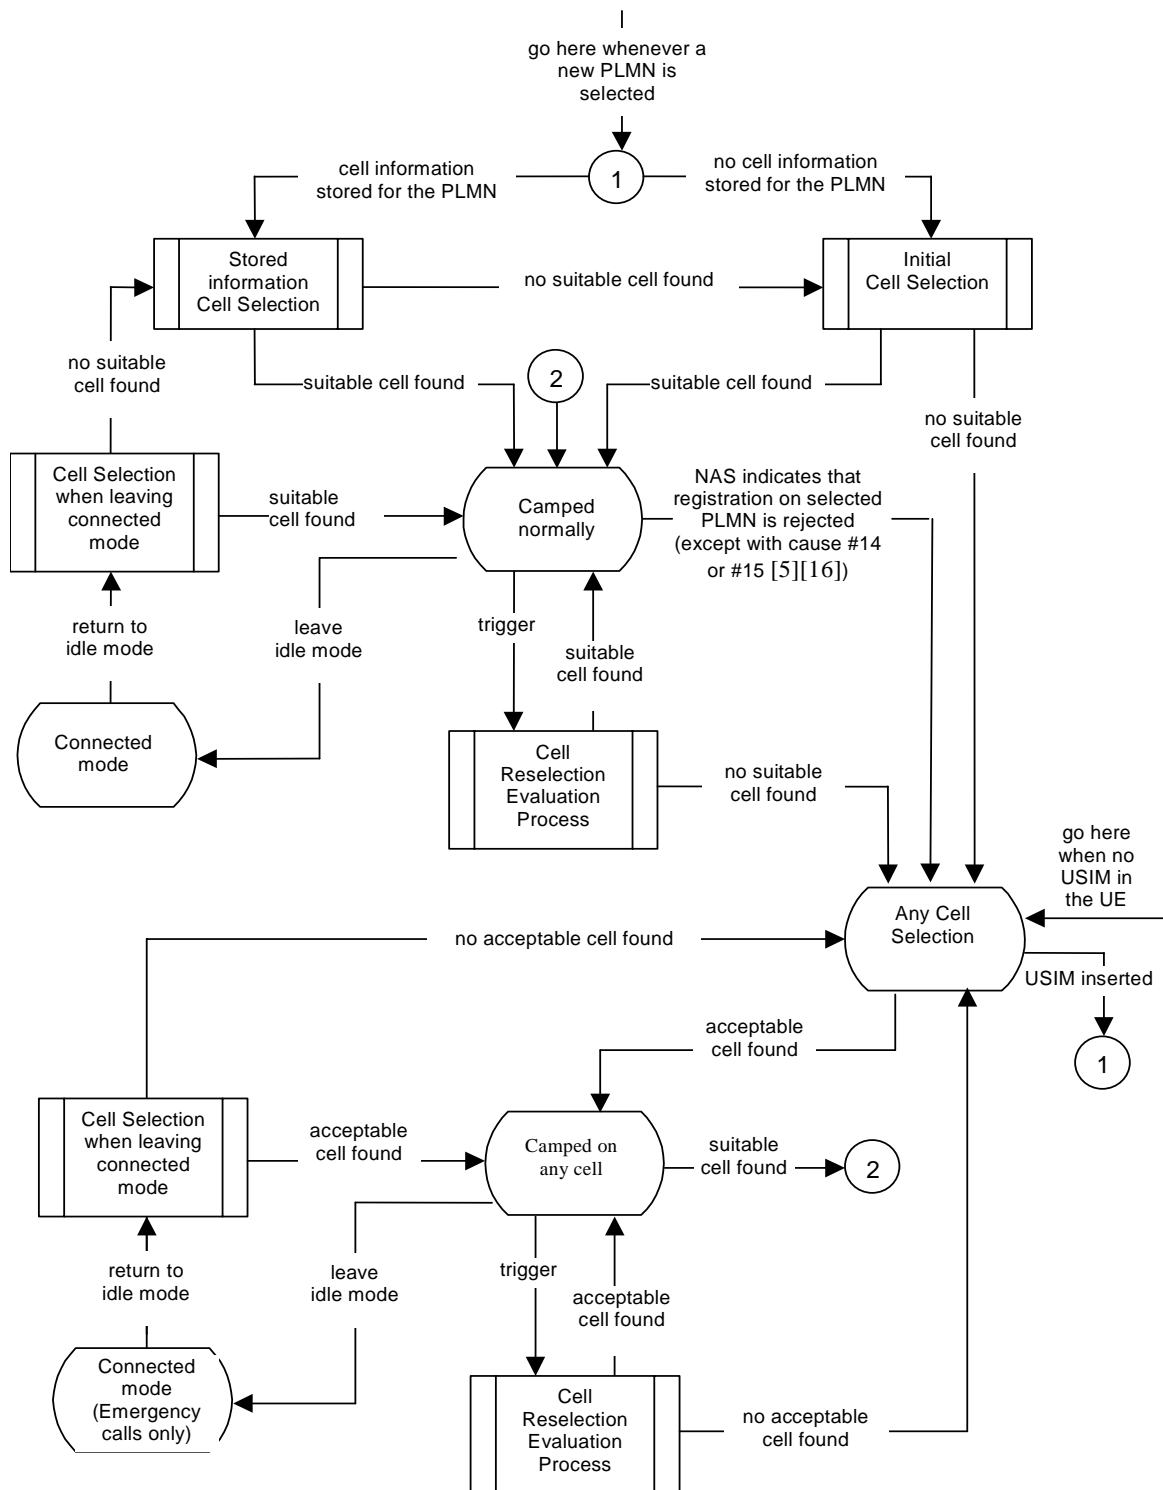 go here whenever a
new PLMN is
selected
1
cell information
stored for the PLMN
no cell information
stored for the PLMN
Stored
information
Cell Selection
no suitable cell found
Initial
Cell Selection
no suitable
cell found
suitable cell found
2
suitable cell found
no suitable
cell found
Cell Selection
when leaving
connected
mode
suitable
cell found
Camped
normally
NAS indicates that
registration on selected
PLMN is rejected
(except with cause #14
or #15 [5][16])
return to
idle mode
leave
idle mode
trigger
suitable
cell found
Connected
mode
Cell
Reselection
Evaluation
Process
no suitable
cell found
go here
when no
USIM in
the UE
Any Cell
Selection
no acceptable cell found
USIM inserted
1
acceptable
cell found
Cell Selection
when leaving
connected
mode
acceptable
cell found
Camped on
any cell
suitable
cell found
2
return to
idle mode
leave
idle mode
trigger
acceptable
cell found
Connected
mode
(Emergency
calls only)
Cell
Reselection
Evaluation
Process
no acceptable
cell found